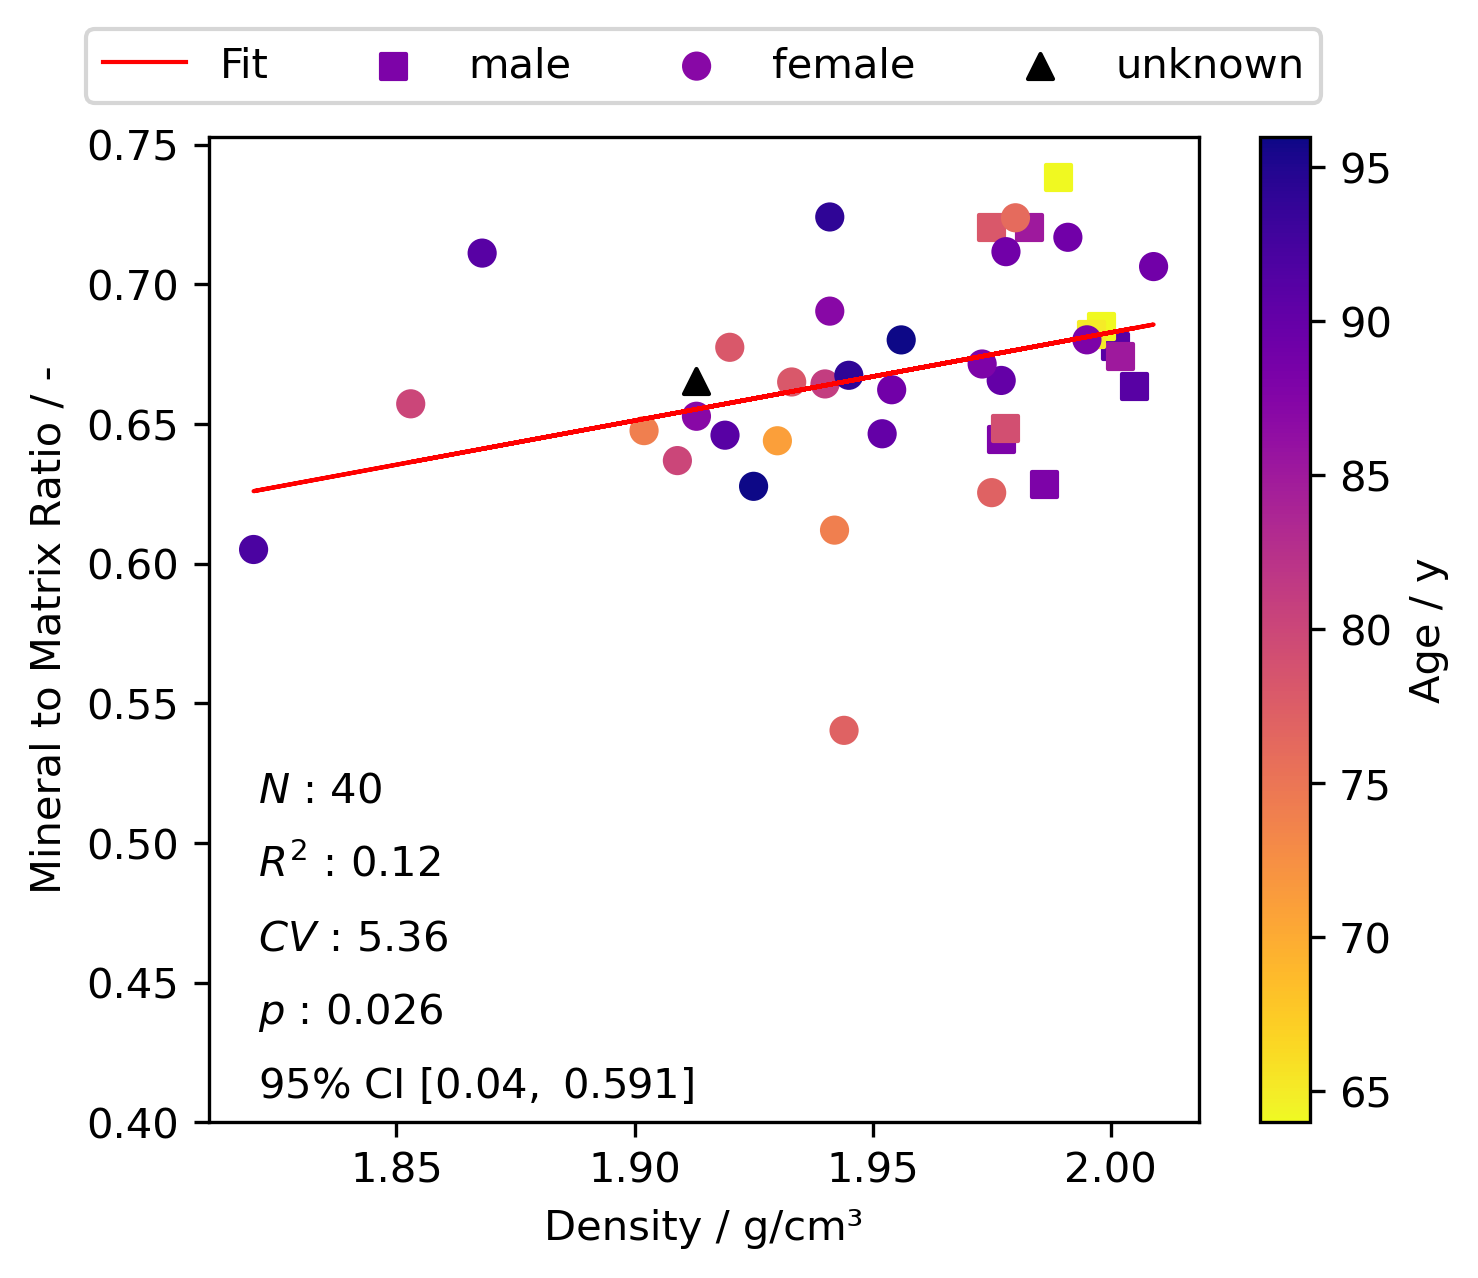 Fit male female unknown
0.75
0.70
0.65
0.60
0.55
0.50
0.45
0.40
Mineral to Matrix Ratio / -
N : 40
R² : 0.12
CV : 5.36
p : 0.026
95% CI [0.04, 0.591]
1.85 1.90 1.95 2.00
Density / g/cm³
95
90
85
80
75
70
65
Age / y